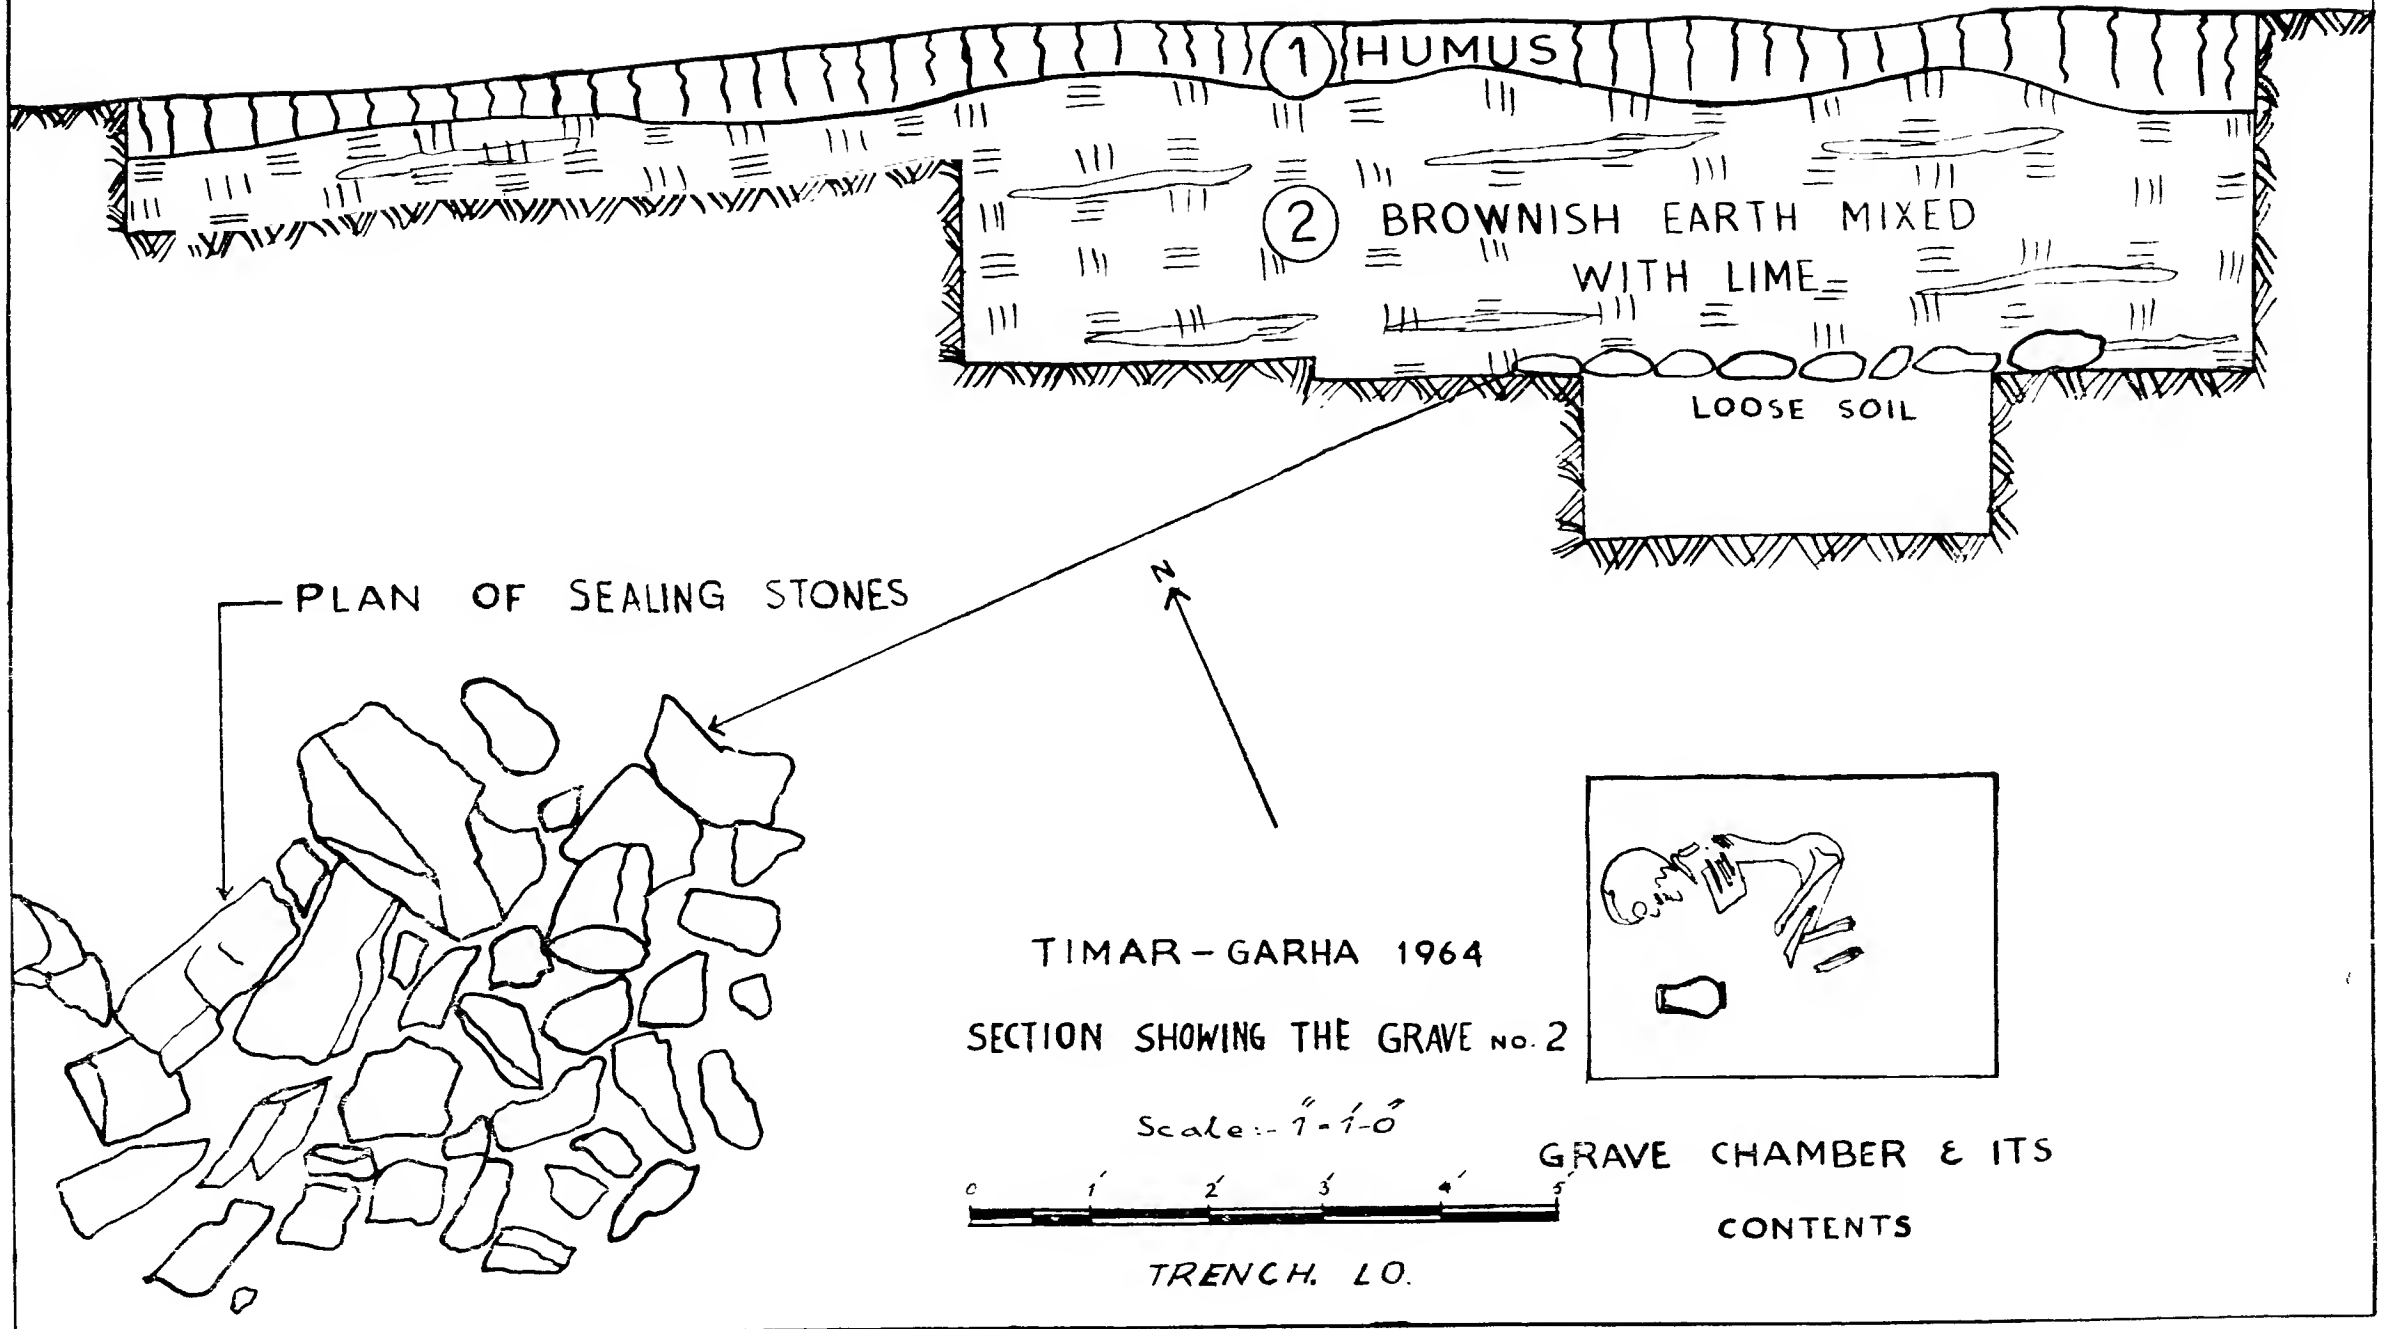 1 HUMUS
2 BROWNISH EARTH MIXED
WITH LIME
LOOSE SOIL
PLAN OF SEALING STONES
N
TIMAR-GARHA 1964
SECTION SHOWING THE GRAVE NO. 2
Scale:- 1" = 1'-0"
0 1' 2' 3' 4' 5'
TRENCH. LO.
GRAVE CHAMBER & ITS
CONTENTS